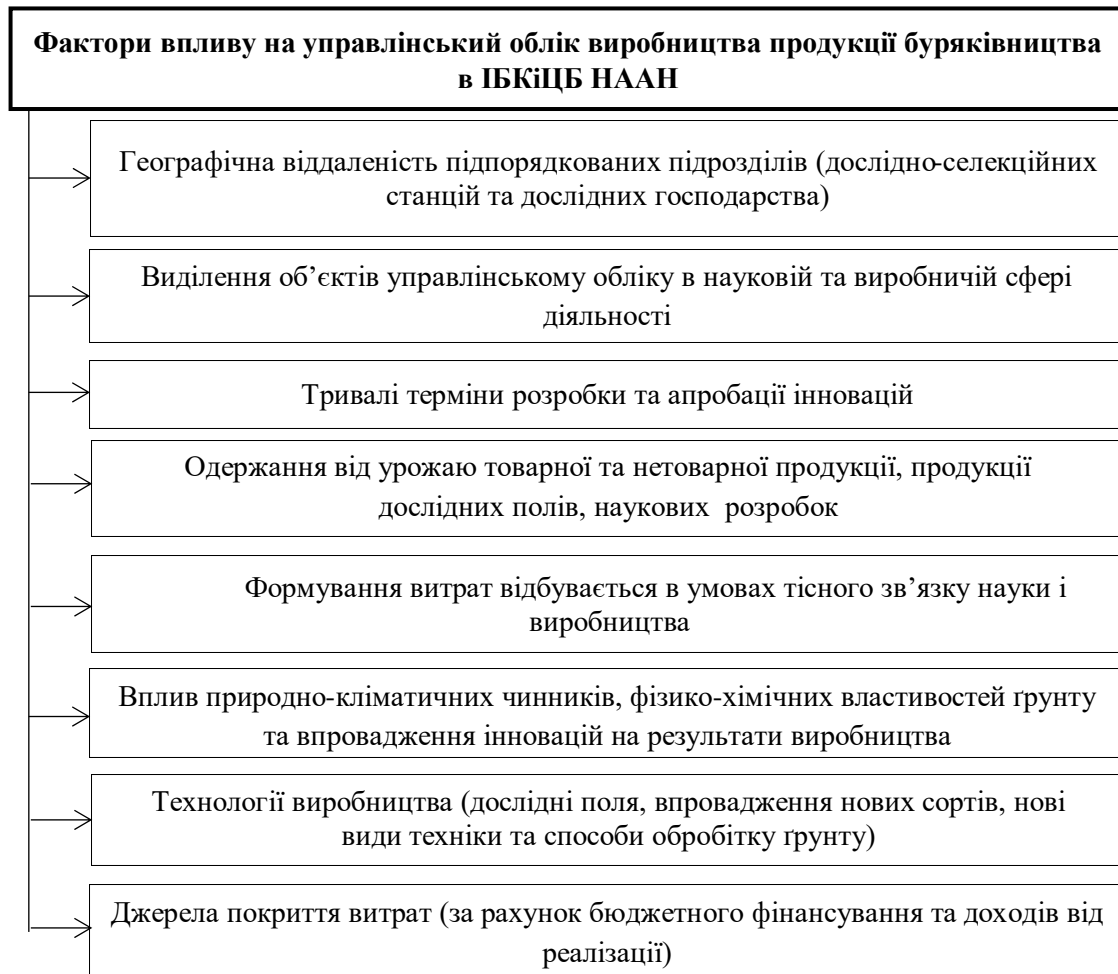 Фактори впливу на управлінський облік виробництва продукції буряківництва
в ІБКіЦБ НААН
Географічна віддаленість підпорядкованих підрозділів (дослідно-селекційних
станцій та дослідних господарства)
Виділення об’єктів управлінському обліку в науковій та виробничій сфері
діяльності
Тривалі терміни розробки та апробації інновацій
Одержання від урожаю товарної та нетоварної продукції, продукції
дослідних полів, наукових розробок
Формування витрат відбувається в умовах тісного зв’язку науки і
виробництва
Вплив природно-кліматичних чинників, фізико-хімічних властивостей ґрунту
та впровадження інновацій на результати виробництва
Технології виробництва (дослідні поля, впровадження нових сортів, нові
види техніки та способи обробітку ґрунту)
Джерела покриття витрат (за рахунок бюджетного фінансування та доходів від
реалізації)